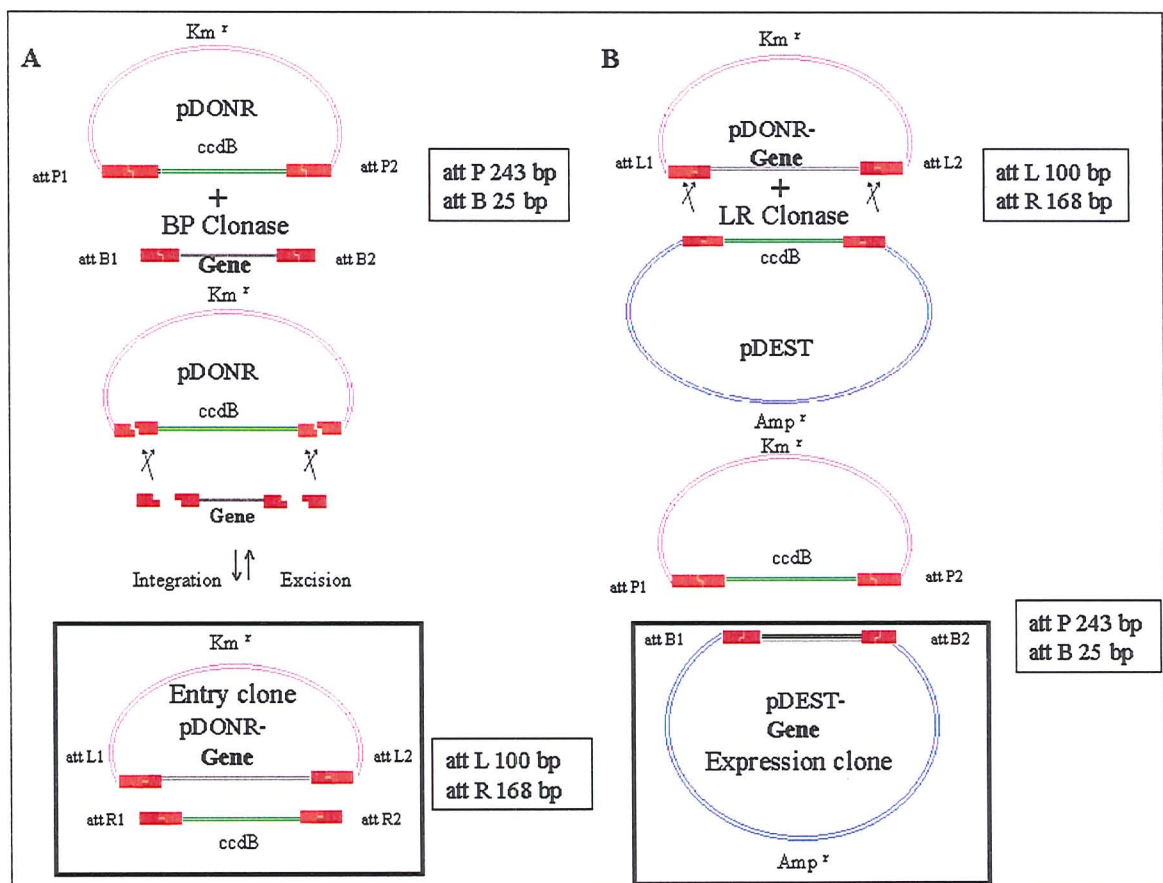 A
Km r
pDONR
ccdB
att P1
att P2
att P 243 bp
att B 25 bp
+
BP Clonase
att B1
Gene
att B2
Km r
pDONR
ccdB
Gene
Integration
Excision
Km r
Entry clone
pDONR-
Gene
att L1
att L2
att R1
att R2
ccdB
att L 100 bp
att R 168 bp
B
Km r
pDONR-
Gene
att L1
att L2
+
LR Clonase
att L 100 bp
att R 168 bp
ccdB
pDEST
Amp r
Km r
ccdB
att P1
att P2
att B1
att B2
att P 243 bp
att B 25 bp
pDEST-
Gene
Expression clone
Amp r